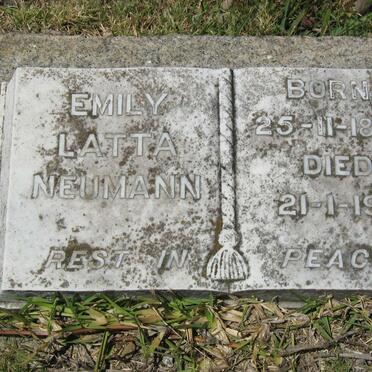 EMILY
LATTA
NEUMANN
REST IN
BORN
25-11-18
DIED
21-1-19
PEAC